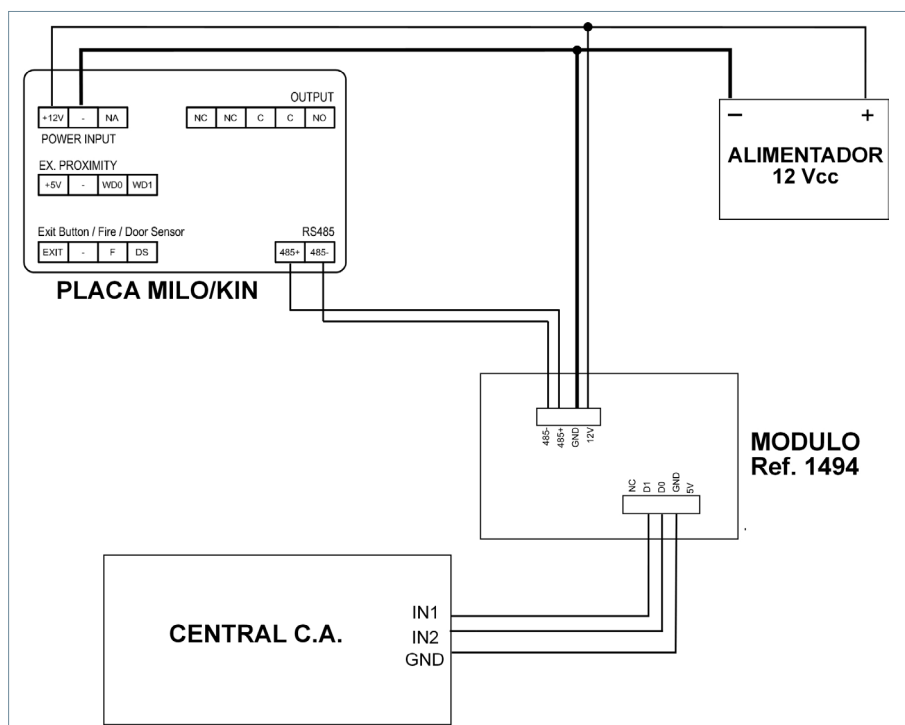 OUTPUT
+12V - NA NC NC C C NO
POWER INPUT
EX. PROXIMITY
+5V - WD0 WD1
Exit Button / Fire / Door Sensor RS485
EXIT - F DS 485+ 485-
PLACA MILO/KIN
− +
ALIMENTADOR
12 Vcc
485- 485+ GND 12V
MODULO
Ref. 1494
NC D1 D0 GND 5V
CENTRAL C.A.
IN1
IN2
GND